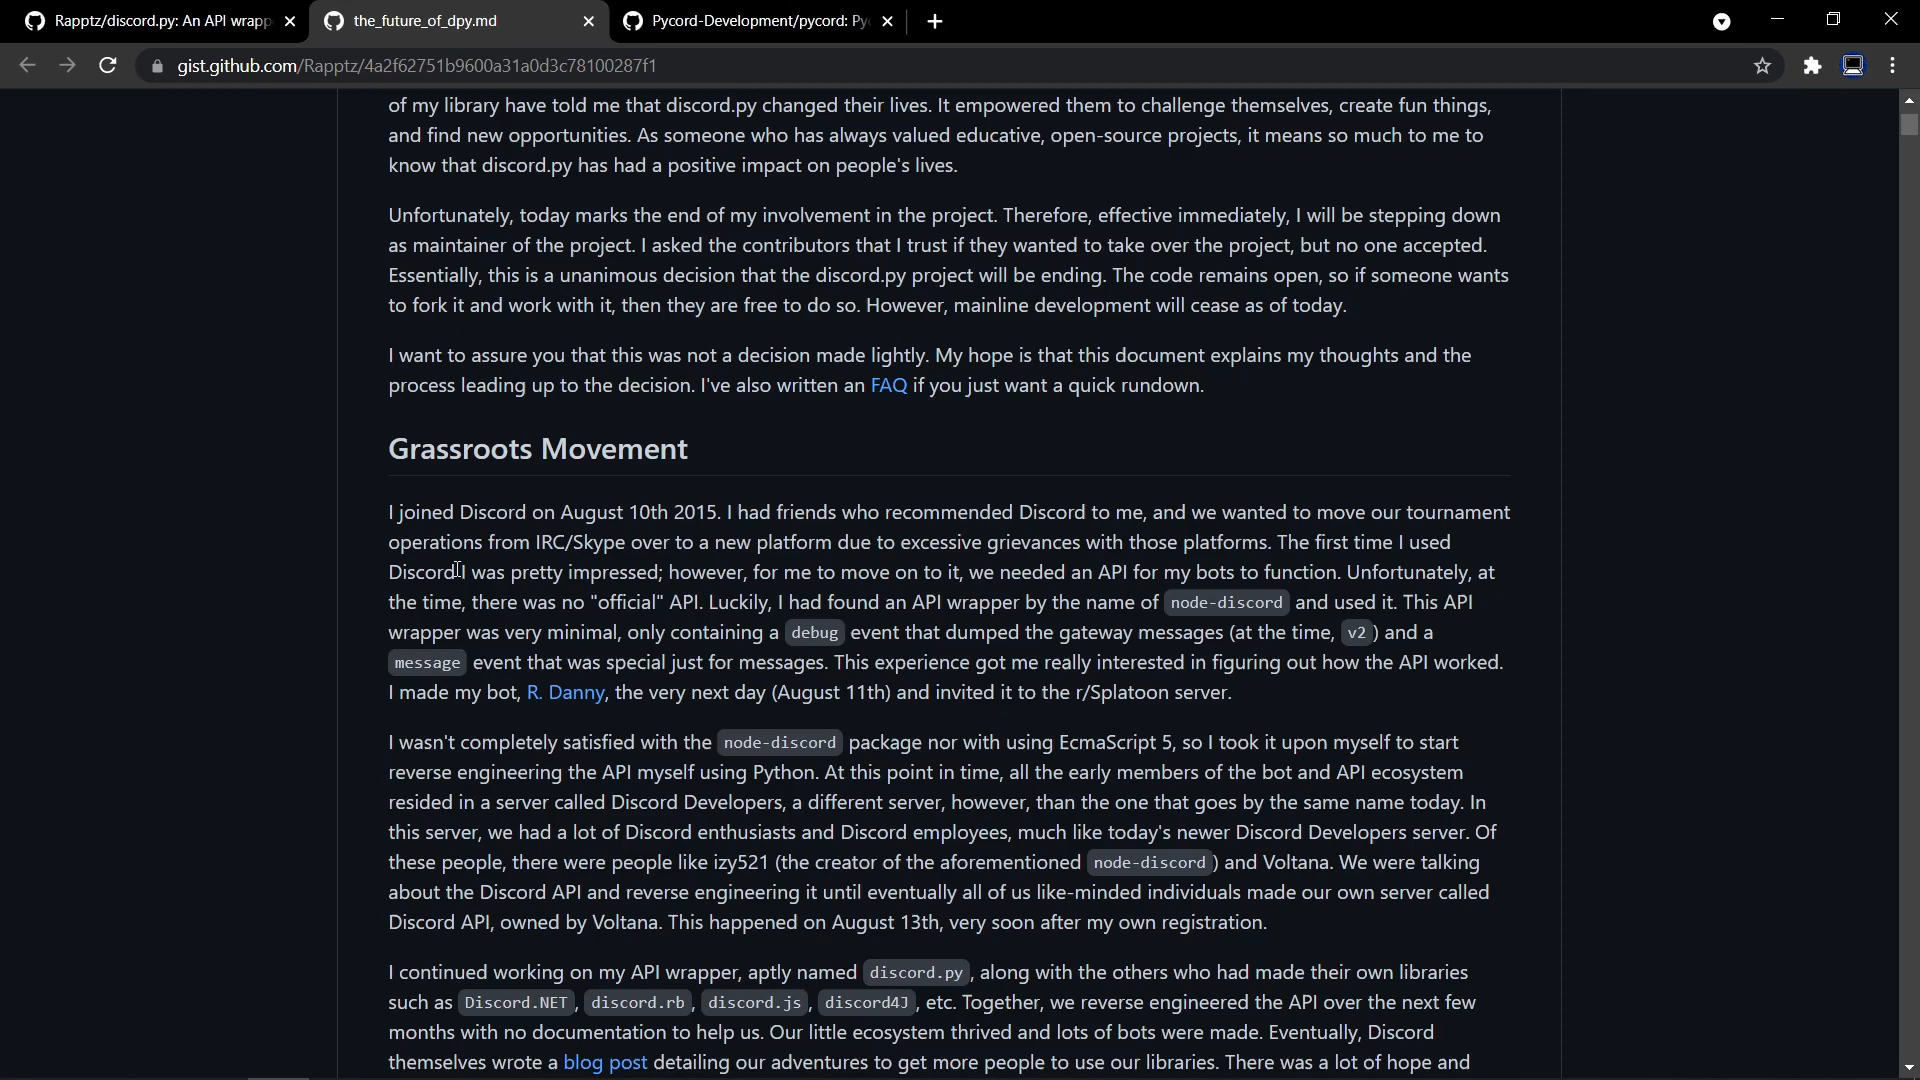 Rapptz/discord.py: An API wrapp
the_future_of_dpy.md
Pycord-Development/pycord: Py
gist.github.com/Rapptz/4a2f62751b9600a31a0d3c78100287f1
of my library have told me that discord.py changed their lives. It empowered them to challenge themselves, create fun things,
and find new opportunities. As someone who has always valued educative, open-source projects, it means so much to me to
know that discord.py has had a positive impact on people's lives.
Unfortunately, today marks the end of my involvement in the project. Therefore, effective immediately, I will be stepping down
as maintainer of the project. I asked the contributors that I trust if they wanted to take over the project, but no one accepted.
Essentially, this is a unanimous decision that the discord.py project will be ending. The code remains open, so if someone wants
to fork it and work with it, then they are free to do so. However, mainline development will cease as of today.
I want to assure you that this was not a decision made lightly. My hope is that this document explains my thoughts and the
process leading up to the decision. I've also written an FAQ if you just want a quick rundown.
Grassroots Movement
I joined Discord on August 10th 2015. I had friends who recommended Discord to me, and we wanted to move our tournament
operations from IRC/Skype over to a new platform due to excessive grievances with those platforms. The first time I used
Discord I was pretty impressed; however, for me to move on to it, we needed an API for my bots to function. Unfortunately, at
the time, there was no "official" API. Luckily, I had found an API wrapper by the name of node-discord and used it. This API
wrapper was very minimal, only containing a debug event that dumped the gateway messages (at the time, v2 ) and a
message event that was special just for messages. This experience got me really interested in figuring out how the API worked.
I made my bot, R. Danny, the very next day (August 11th) and invited it to the r/Splatoon server.
I wasn't completely satisfied with the node-discord package nor with using EcmaScript 5, so I took it upon myself to start
reverse engineering the API myself using Python. At this point in time, all the early members of the bot and API ecosystem
resided in a server called Discord Developers, a different server, however, than the one that goes by the same name today. In
this server, we had a lot of Discord enthusiasts and Discord employees, much like today's newer Discord Developers server. Of
these people, there were people like izy521 (the creator of the aforementioned node-discord ) and Voltana. We were talking
about the Discord API and reverse engineering it until eventually all of us like-minded individuals made our own server called
Discord API, owned by Voltana. This happened on August 13th, very soon after my own registration.
I continued working on my API wrapper, aptly named discord.py , along with the others who had made their own libraries
such as Discord.NET , discord.rb , discord.js , discord4J , etc. Together, we reverse engineered the API over the next few
months with no documentation to help us. Our little ecosystem thrived and lots of bots were made. Eventually, Discord
themselves wrote a blog post detailing our adventures to get more people to use our libraries. There was a lot of hope and